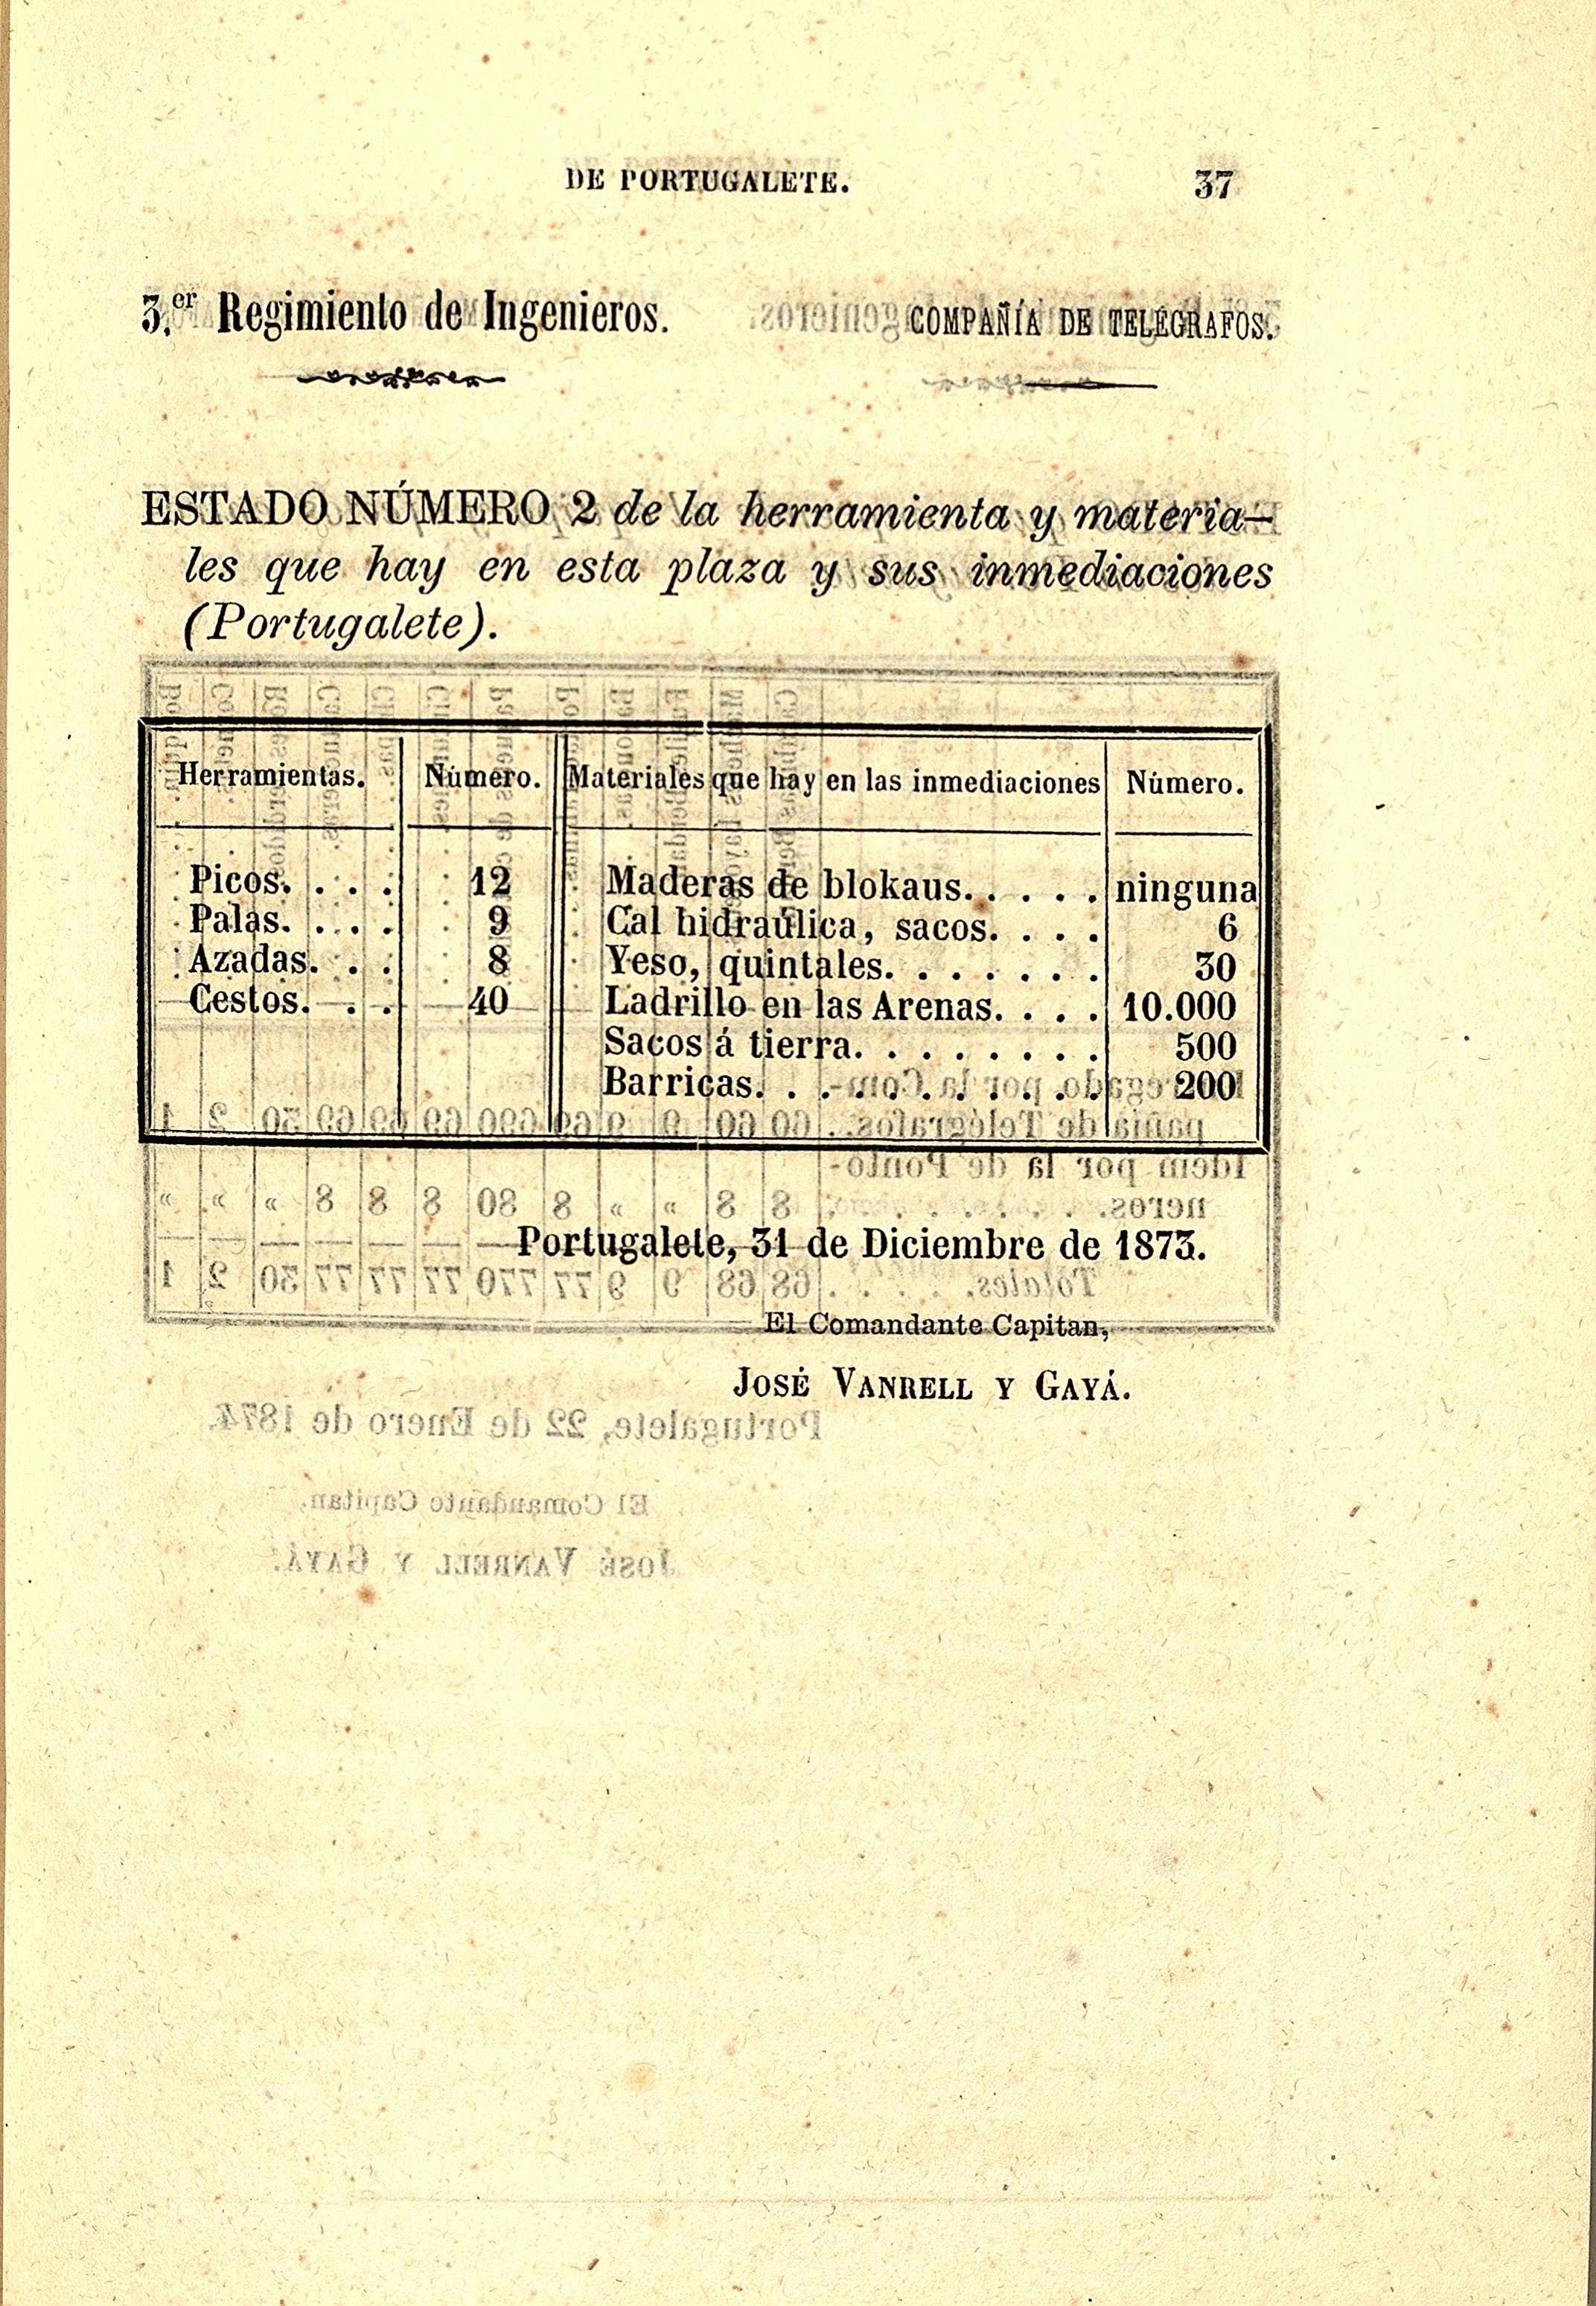 DE PORTUGALETE. 37
3.er Regimiento de Ingenieros. COMPAÑÍA DE TELÉGRAFOS.
ESTADO NÚMERO 2 de la herramienta y materia-
les que hay en esta plaza y sus inmediaciones
(Portugalete).
Herramientas. Número. Materiales que hay en las inmediaciones Número.
Picos. . . . 12 Maderas de blokaus. . . . . ninguna
Palas. . . . 9 Cal hidraúlica, sacos. . . . 6
Azadas. . . 8 Yeso, quintales. . . . . . . 30
Cestos. . . 40 Ladrillo en las Arenas. . . . 10.000
Sacos á tierra. . . . . . . . 500
Barricas. . . . . . . . . . 200
Portugalete, 31 de Diciembre de 1873.
El Comandante Capitan,
JOSÉ VANRELL Y GAYÁ.